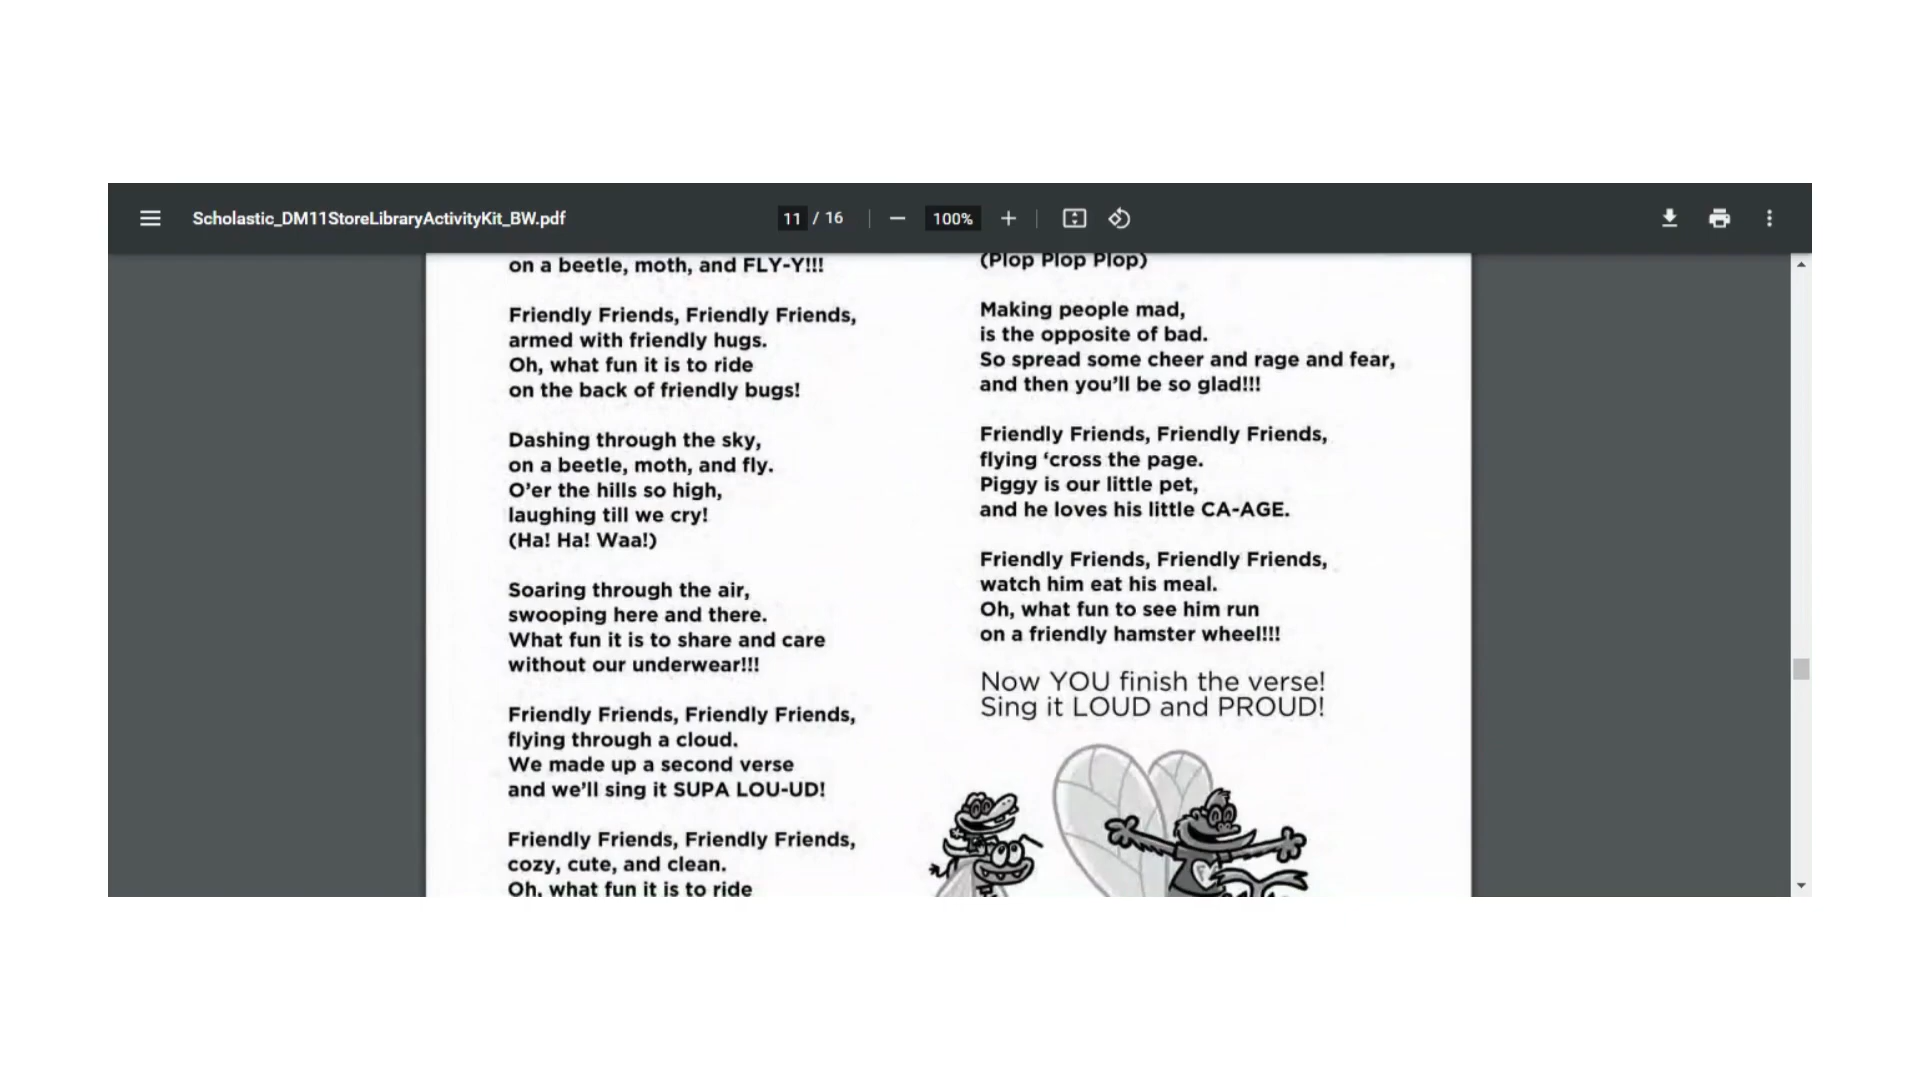 Scholastic_DM11StoreLibraryActivityKit_BW.pdf
11 / 16
100%
on a beetle, moth, and FLY-Y!!!
Friendly Friends, Friendly Friends,
armed with friendly hugs.
Oh, what fun it is to ride
on the back of friendly bugs!
Dashing through the sky,
on a beetle, moth, and fly.
O’er the hills so high,
laughing till we cry!
(Ha! Ha! Waa!)
Soaring through the air,
swooping here and there.
What fun it is to share and care
without our underwear!!!
Friendly Friends, Friendly Friends,
flying through a cloud.
We made up a second verse
and we’ll sing it SUPA LOU-UD!
Friendly Friends, Friendly Friends,
cozy, cute, and clean.
Oh, what fun it is to ride
(Plop Plop Plop)
Making people mad,
is the opposite of bad.
So spread some cheer and rage and fear,
and then you’ll be so glad!!!
Friendly Friends, Friendly Friends,
flying ‘cross the page.
Piggy is our little pet,
and he loves his little CA-AGE.
Friendly Friends, Friendly Friends,
watch him eat his meal.
Oh, what fun to see him run
on a friendly hamster wheel!!!
Now YOU finish the verse!
Sing it LOUD and PROUD!